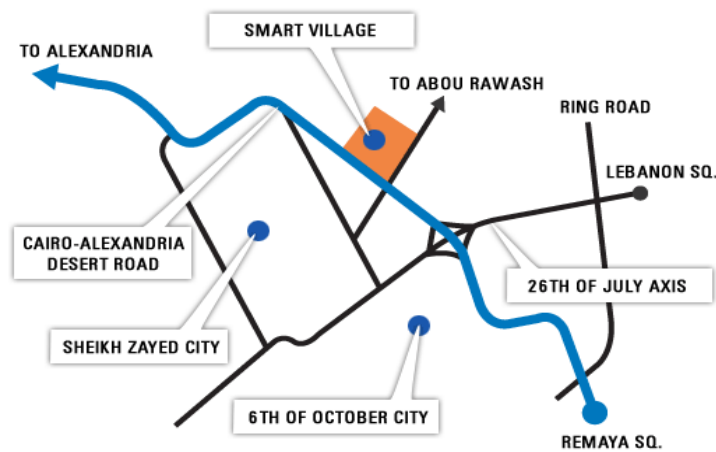 SMART VILLAGE
TO ALEXANDRIA
TO ABOU RAWASH
RING ROAD
LEBANON SQ.
CAIRO-ALEXANDRIA
DESERT ROAD
26TH OF JULY AXIS
SHEIKH ZAYED CITY
6TH OF OCTOBER CITY
REMAYA SQ.